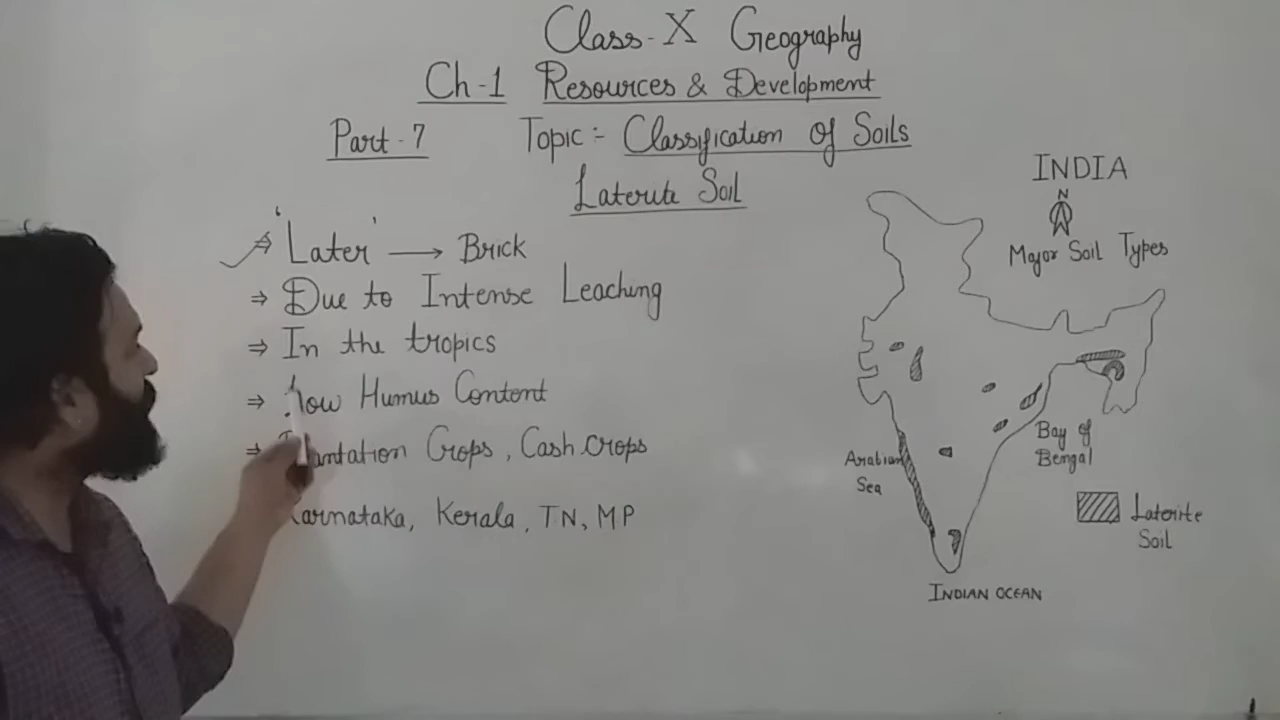 Class-X Geography
Ch-1 Resources & Development
Part-7 Topic:- Classification of Soils
Laterite Soil
⇒ 'Later' → Brick
⇒ Due to Intense Leaching
⇒ In the tropics
⇒ Low Humus Content
⇒ Plantation Crops, Cash crops
Karnataka, Kerala, TN, MP
INDIA
N
Major Soil Types
Arabian
Sea
Bay of
Bengal
Laterite
Soil
INDIAN OCEAN